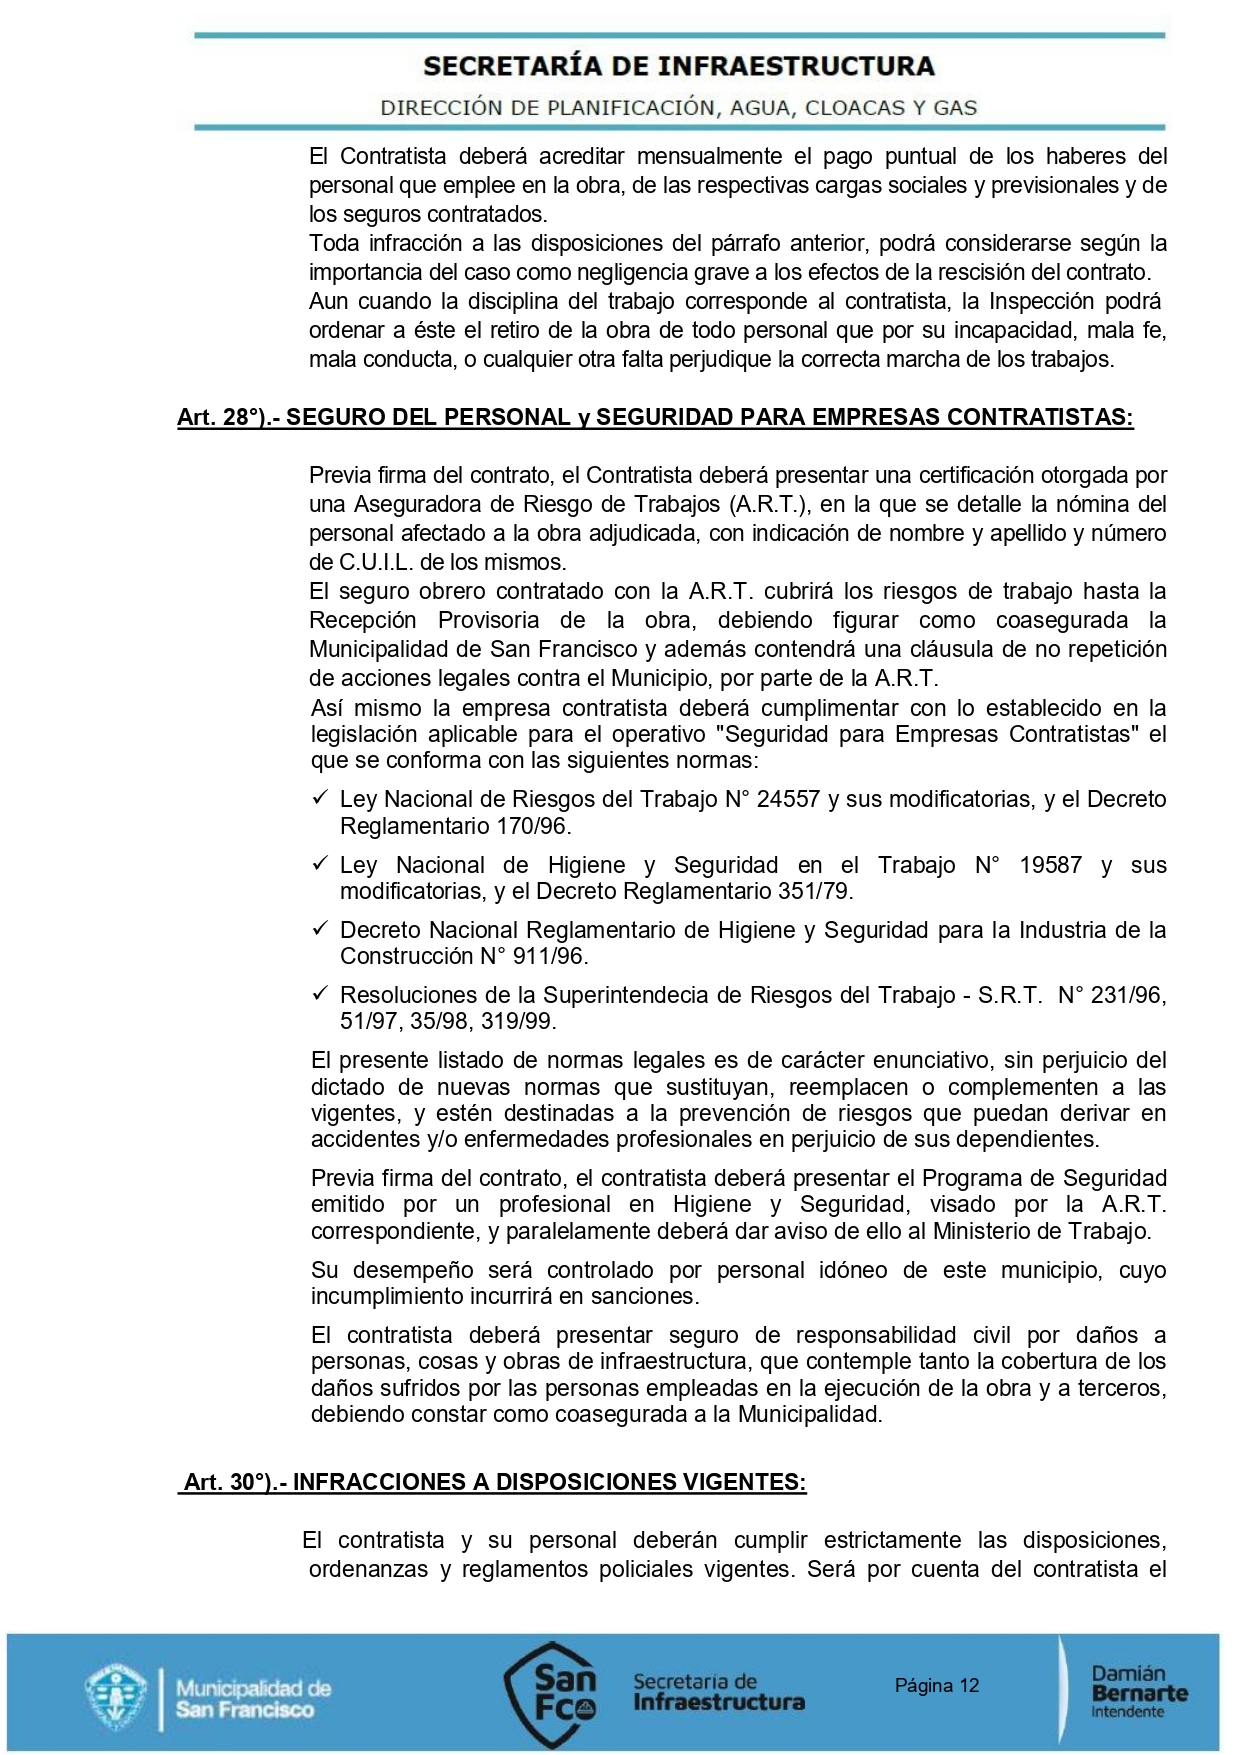 SECRETARÍA DE INFRAESTRUCTURA
DIRECCIÓN DE PLANIFICACIÓN, AGUA, CLOACAS Y GAS
El Contratista deberá acreditar mensualmente el pago puntual de los haberes del
personal que emplee en la obra, de las respectivas cargas sociales y previsionales y de
los seguros contratados.
Toda infracción a las disposiciones del párrafo anterior, podrá considerarse según la
importancia del caso como negligencia grave a los efectos de la rescisión del contrato.
Aun cuando la disciplina del trabajo corresponde al contratista, la Inspección podrá
ordenar a éste el retiro de la obra de todo personal que por su incapacidad, mala fe,
mala conducta, o cualquier otra falta perjudique la correcta marcha de los trabajos.
Art. 28°).- SEGURO DEL PERSONAL y SEGURIDAD PARA EMPRESAS CONTRATISTAS:
Previa firma del contrato, el Contratista deberá presentar una certificación otorgada por
una Aseguradora de Riesgo de Trabajos (A.R.T.), en la que se detalle la nómina del
personal afectado a la obra adjudicada, con indicación de nombre y apellido y número
de C.U.I.L. de los mismos.
El seguro obrero contratado con la A.R.T. cubrirá los riesgos de trabajo hasta la
Recepción Provisoria de la obra, debiendo figurar como coasegurada la
Municipalidad de San Francisco y además contendrá una cláusula de no repetición
de acciones legales contra el Municipio, por parte de la A.R.T.
Así mismo la empresa contratista deberá cumplimentar con lo establecido en la
legislación aplicable para el operativo "Seguridad para Empresas Contratistas" el
que se conforma con las siguientes normas:
✓ Ley Nacional de Riesgos del Trabajo N° 24557 y sus modificatorias, y el Decreto
Reglamentario 170/96.
✓ Ley Nacional de Higiene y Seguridad en el Trabajo N° 19587 y sus
modificatorias, y el Decreto Reglamentario 351/79.
✓ Decreto Nacional Reglamentario de Higiene y Seguridad para la Industria de la
Construcción N° 911/96.
✓ Resoluciones de la Superintendecia de Riesgos del Trabajo - S.R.T. N° 231/96,
51/97, 35/98, 319/99.
El presente listado de normas legales es de carácter enunciativo, sin perjuicio del
dictado de nuevas normas que sustituyan, reemplacen o complementen a las
vigentes, y estén destinadas a la prevención de riesgos que puedan derivar en
accidentes y/o enfermedades profesionales en perjuicio de sus dependientes.
Previa firma del contrato, el contratista deberá presentar el Programa de Seguridad
emitido por un profesional en Higiene y Seguridad, visado por la A.R.T.
correspondiente, y paralelamente deberá dar aviso de ello al Ministerio de Trabajo.
Su desempeño será controlado por personal idóneo de este municipio, cuyo
incumplimiento incurrirá en sanciones.
El contratista deberá presentar seguro de responsabilidad civil por daños a
personas, cosas y obras de infraestructura, que contemple tanto la cobertura de los
daños sufridos por las personas empleadas en la ejecución de la obra y a terceros,
debiendo constar como coasegurada a la Municipalidad.
Art. 30°).- INFRACCIONES A DISPOSICIONES VIGENTES:
El contratista y su personal deberán cumplir estrictamente las disposiciones,
ordenanzas y reglamentos policiales vigentes. Será por cuenta del contratista el
Municipalidad de
San Francisco
San
Fco
Secretaría de
Infraestructura
Página 12
Damián
Bernarte
Intendente